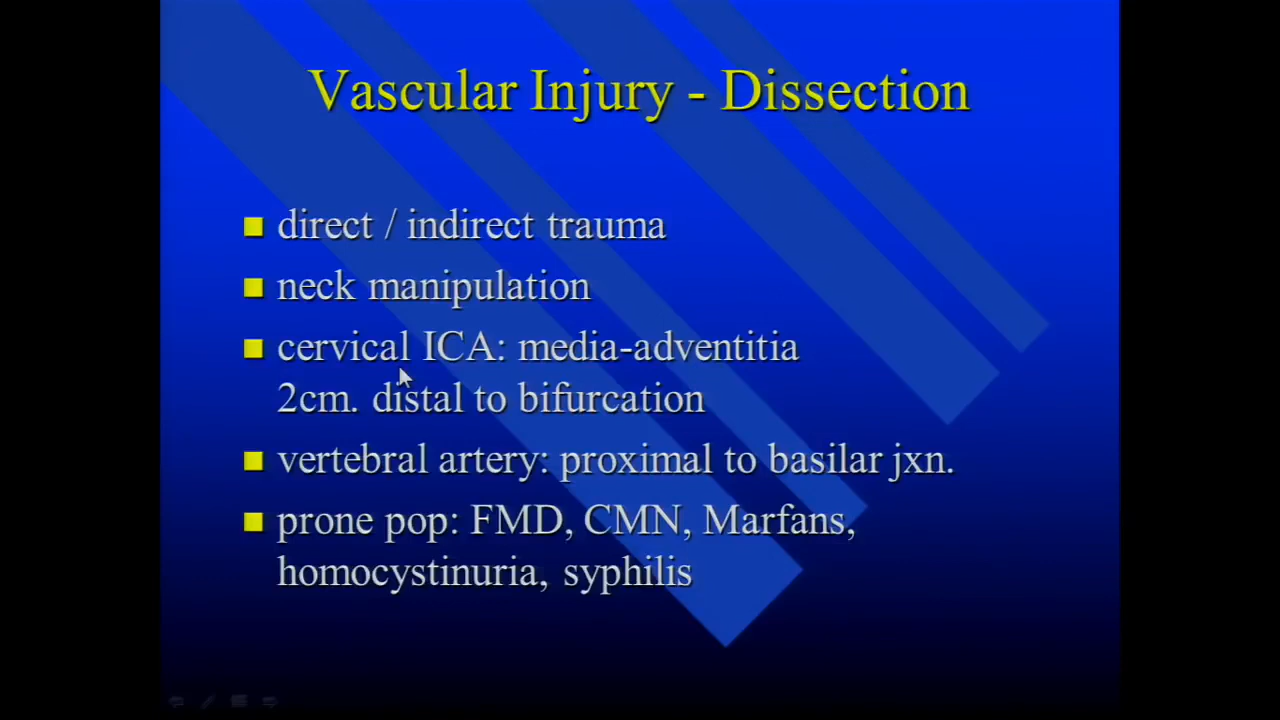 Vascular Injury - Dissection
direct / indirect trauma
neck manipulation
cervical ICA: media-adventitia
2cm. distal to bifurcation
vertebral artery: proximal to basilar jxn.
prone pop: FMD, CMN, Marfans,
homocystinuria, syphilis